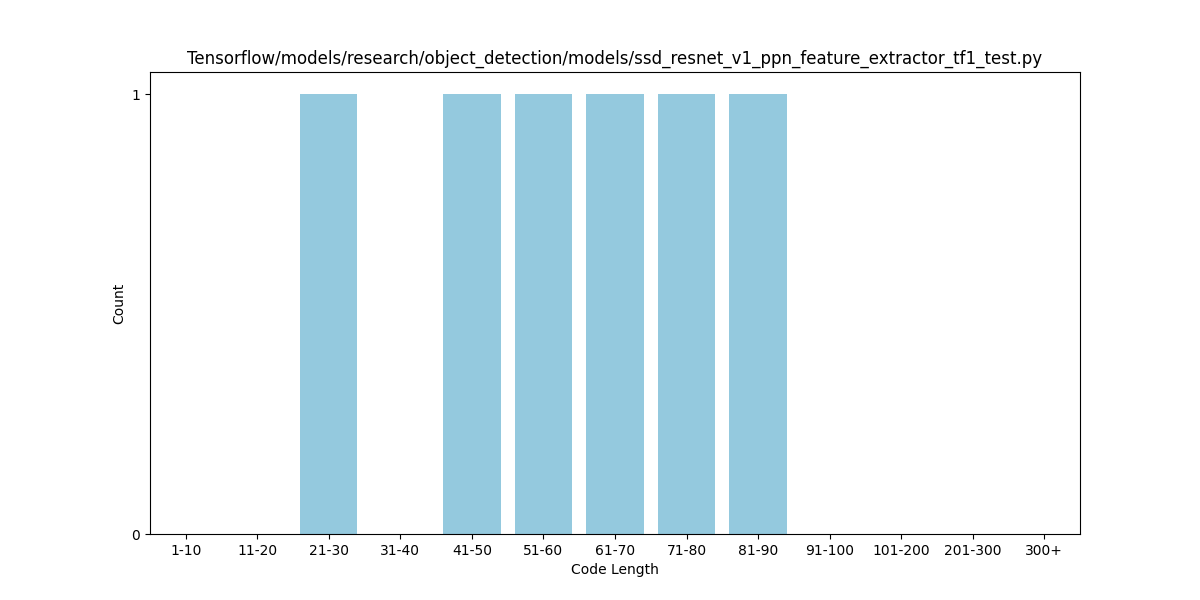 Tensorflow/models/research/object_detection/models/ssd_resnet_v1_ppn_feature_extractor_tf1_test.py
1
Count
0
1-10 11-20 21-30 31-40 41-50 51-60 61-70 71-80 81-90 91-100 101-200 201-300 300+
Code Length